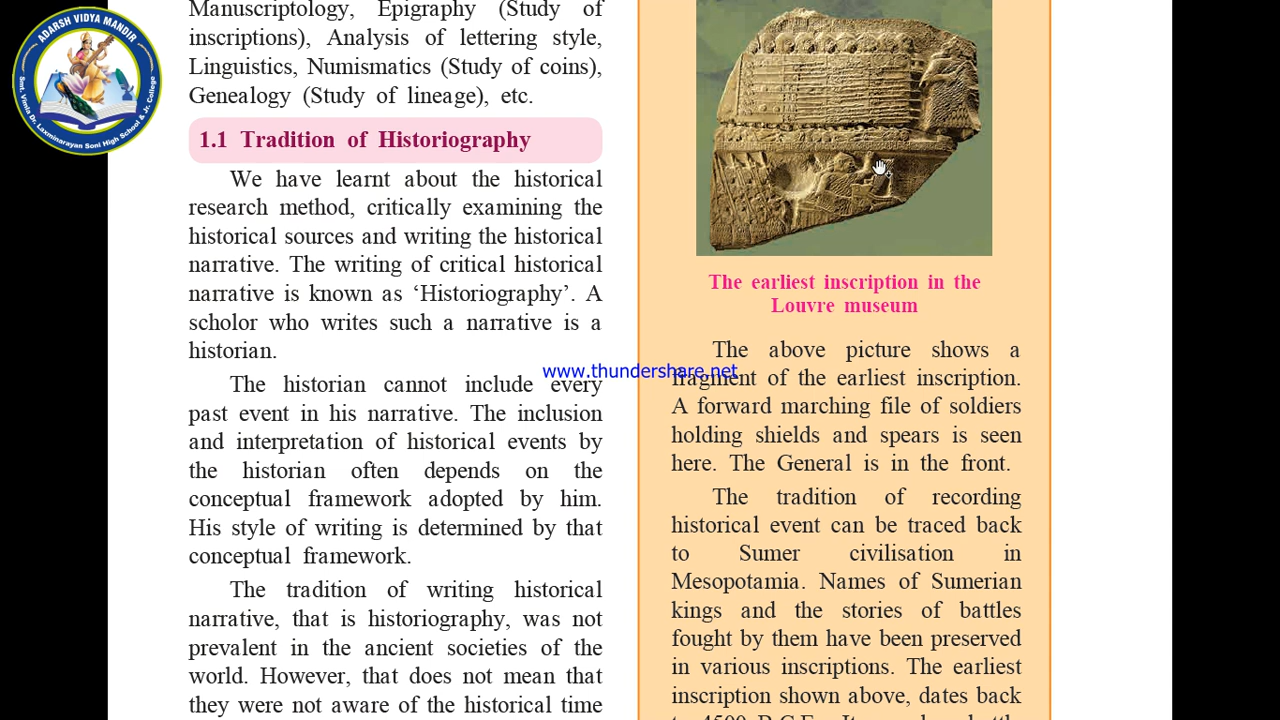 ADARSH VIDYA MANDIR
Smt. Vimla Dr. Laxminarayan Soni High School & Jr. College
Manuscriptology, Epigraphy (Study of
inscriptions), Analysis of lettering style,
Linguistics, Numismatics (Study of coins),
Genealogy (Study of lineage), etc.
1.1 Tradition of Historiography
We have learnt about the historical
research method, critically examining the
historical sources and writing the historical
narrative. The writing of critical historical
narrative is known as ‘Historiography’. A
scholor who writes such a narrative is a
historian.
The historian cannot include every
past event in his narrative. The inclusion
and interpretation of historical events by
the historian often depends on the
conceptual framework adopted by him.
His style of writing is determined by that
conceptual framework.
The tradition of writing historical
narrative, that is historiography, was not
prevalent in the ancient societies of the
world. However, that does not mean that
they were not aware of the historical time
www.thundershare.net
The earliest inscription in the
Louvre museum
The above picture shows a
fragment of the earliest inscription.
A forward marching file of soldiers
holding shields and spears is seen
here. The General is in the front.
The tradition of recording
historical event can be traced back
to Sumer civilisation in
Mesopotamia. Names of Sumerian
kings and the stories of battles
fought by them have been preserved
in various inscriptions. The earliest
inscription shown above, dates back